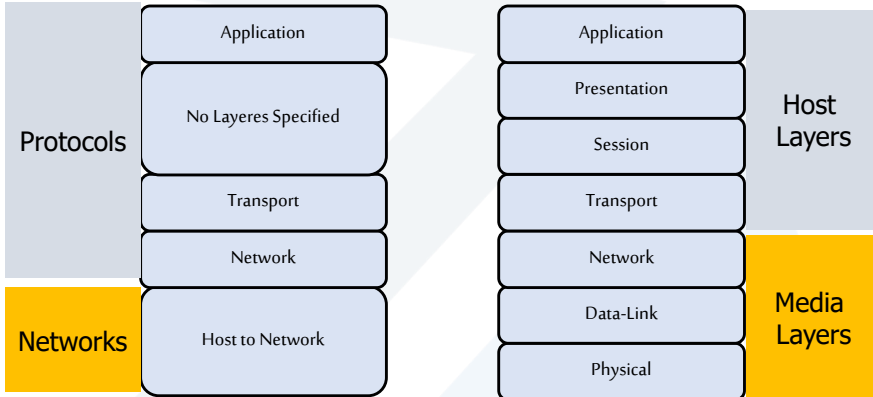 Protocols
Networks
Application
No Layeres Specified
Transport
Network
Host to Network
Application
Presentation
Session
Transport
Network
Data-Link
Physical
Host
Layers
Media
Layers